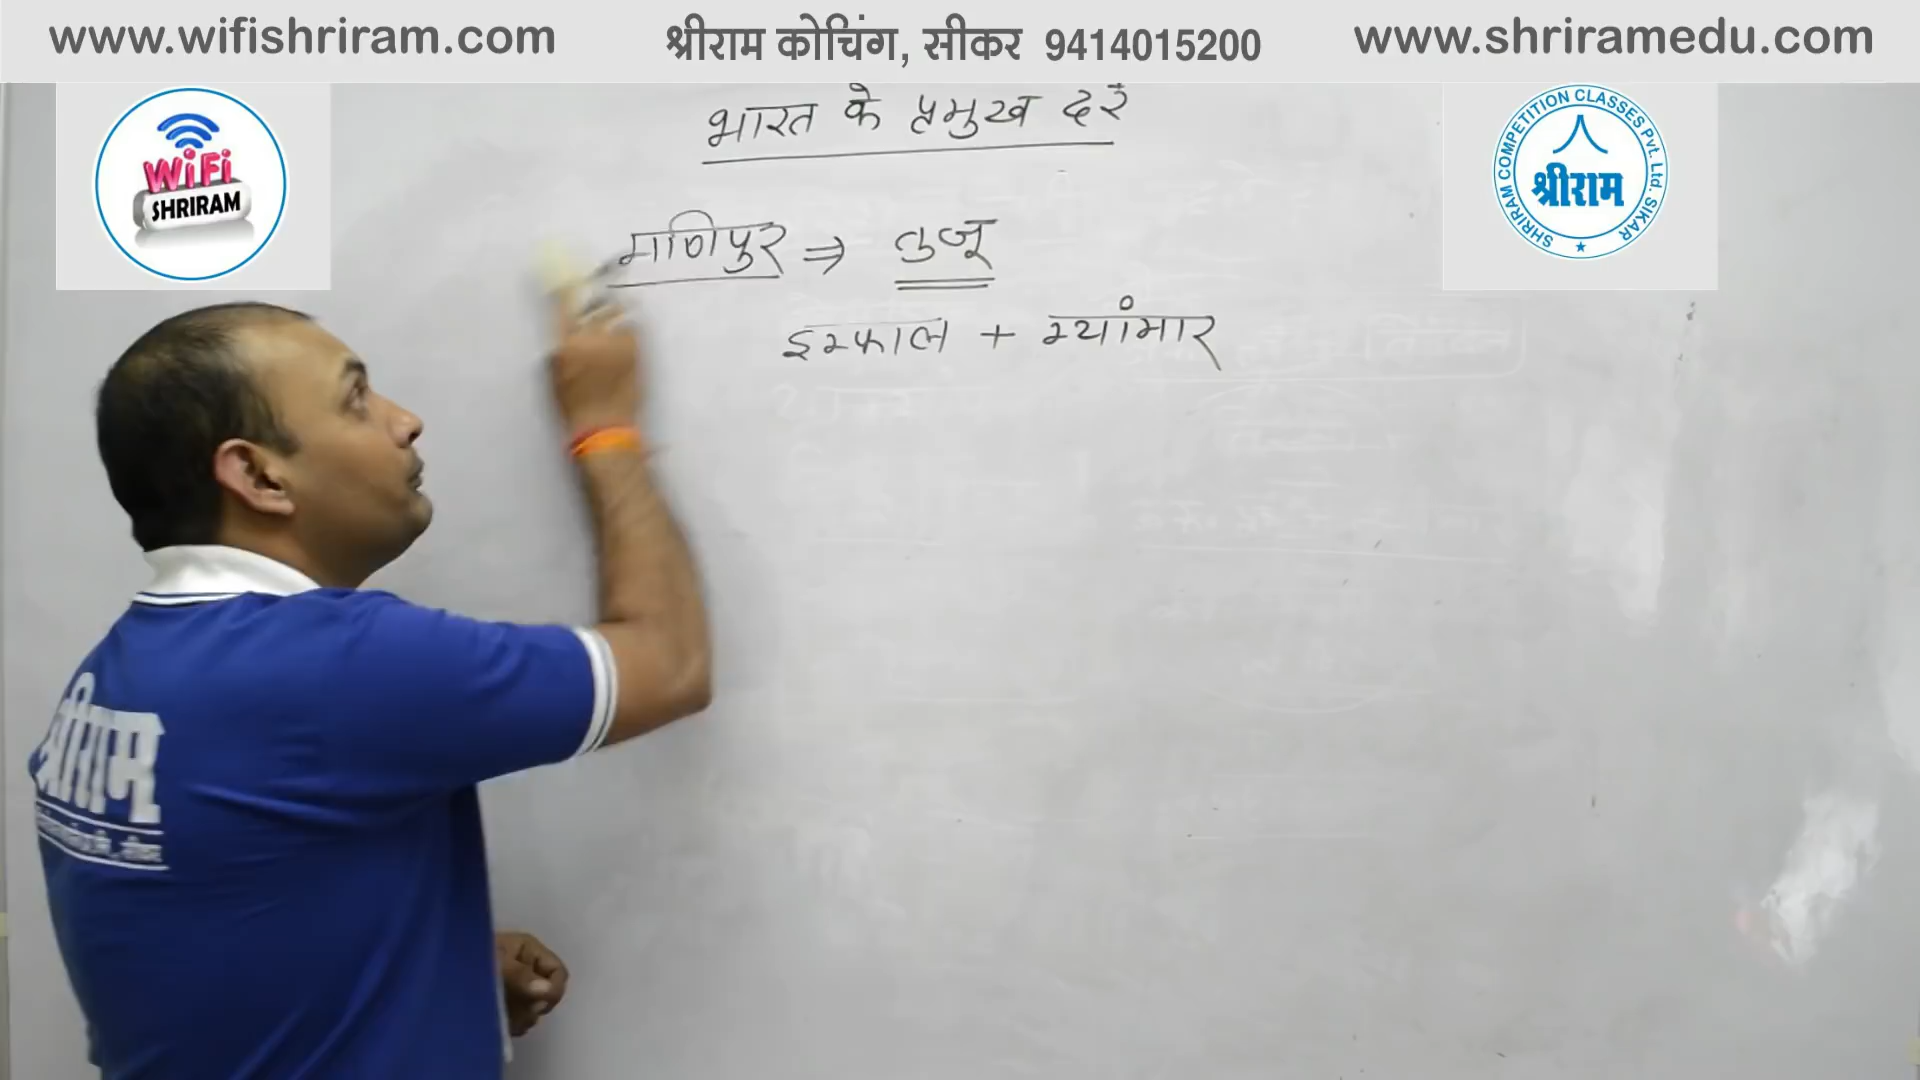 www.wifishriram.com
श्रीराम कोचिंग, सीकर 9414015200
www.shriramedu.com
WiFi
SHRIRAM
SHRIRAM COMPETITION CLASSES Pvt. Ltd. SIKAR
श्रीराम
भारत के प्रमुख दर्रे
मणिपुर ⇒ तुजू
इम्फाल + म्यांमार
श्रीराम